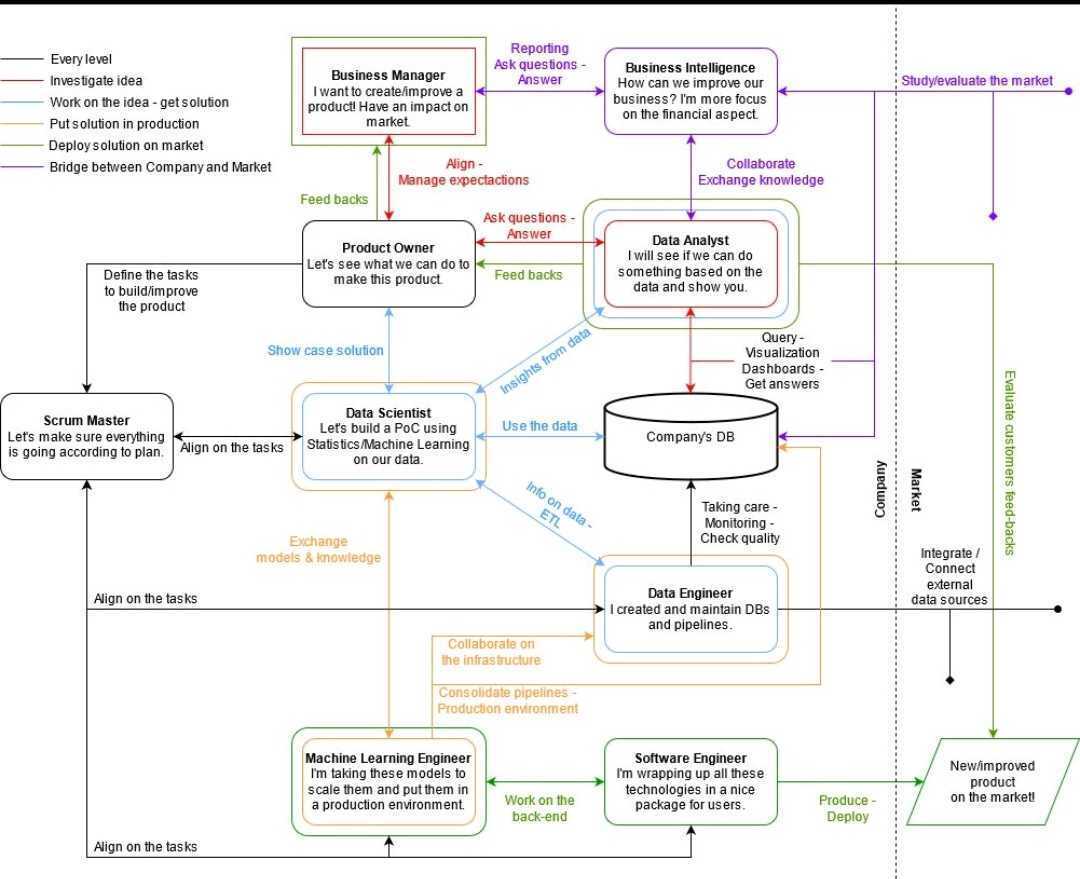 Every level
Investigate idea
Work on the idea - get solution
Put solution in production
Deploy solution on market
Bridge between Company and Market
Business Manager
I want to create/improve a
product! Have an impact on
market.
Reporting
Ask questions -
Answer
Business Intelligence
How can we improve our
business? I'm more focus
on the financial aspect.
Study/evaluate the market
Align -
Manage expectactions
Collaborate
Exchange knowledge
Feed backs
Product Owner
Let's see what we can do to
make this product.
Ask questions -
Answer
Feed backs
Data Analyst
I will see if we can do
something based on the
data and show you.
Define the tasks
to build/improve
the product
Show case solution
Insights from data
Query -
Visualization
Dashboards -
Get answers
Evaluate customers feed-backs
Scrum Master
Let's make sure everything
is going according to plan.
Align on the tasks
Data Scientist
Let's build a PoC using
Statistics/Machine Learning
on our data.
Use the data
Company's DB
Company
Market
Info on data -
ETL
Taking care -
Monitoring -
Check quality
Exchange
models & knowledge
Integrate /
Connect
external
data sources
Align on the tasks
Data Engineer
I created and maintain DBs
and pipelines.
Collaborate on
the infrastructure
Consolidate pipelines -
Production environment
Machine Learning Engineer
I'm taking these models to
scale them and put them in
a production environment.
Work on the
back-end
Software Engineer
I'm wrapping up all these
technologies in a nice
package for users.
Produce -
Deploy
New/improved
product
on the market!
Align on the tasks